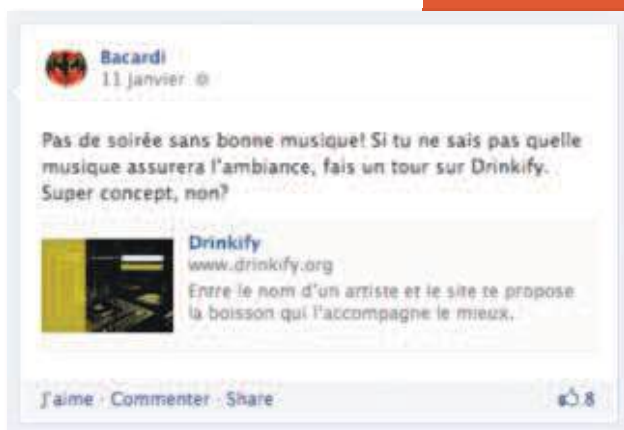 Bacardi
11 janvier
Pas de soirée sans bonne musique! Si tu ne sais pas quelle
musique assurera l'ambiance, fais un tour sur Drinkify.
Super concept, non?
Drinkify
www.drinkify.org
Entre le nom d'un artiste et le site te propose
la boisson qui l'accompagne le mieux.
J'aime · Commenter · Share 8